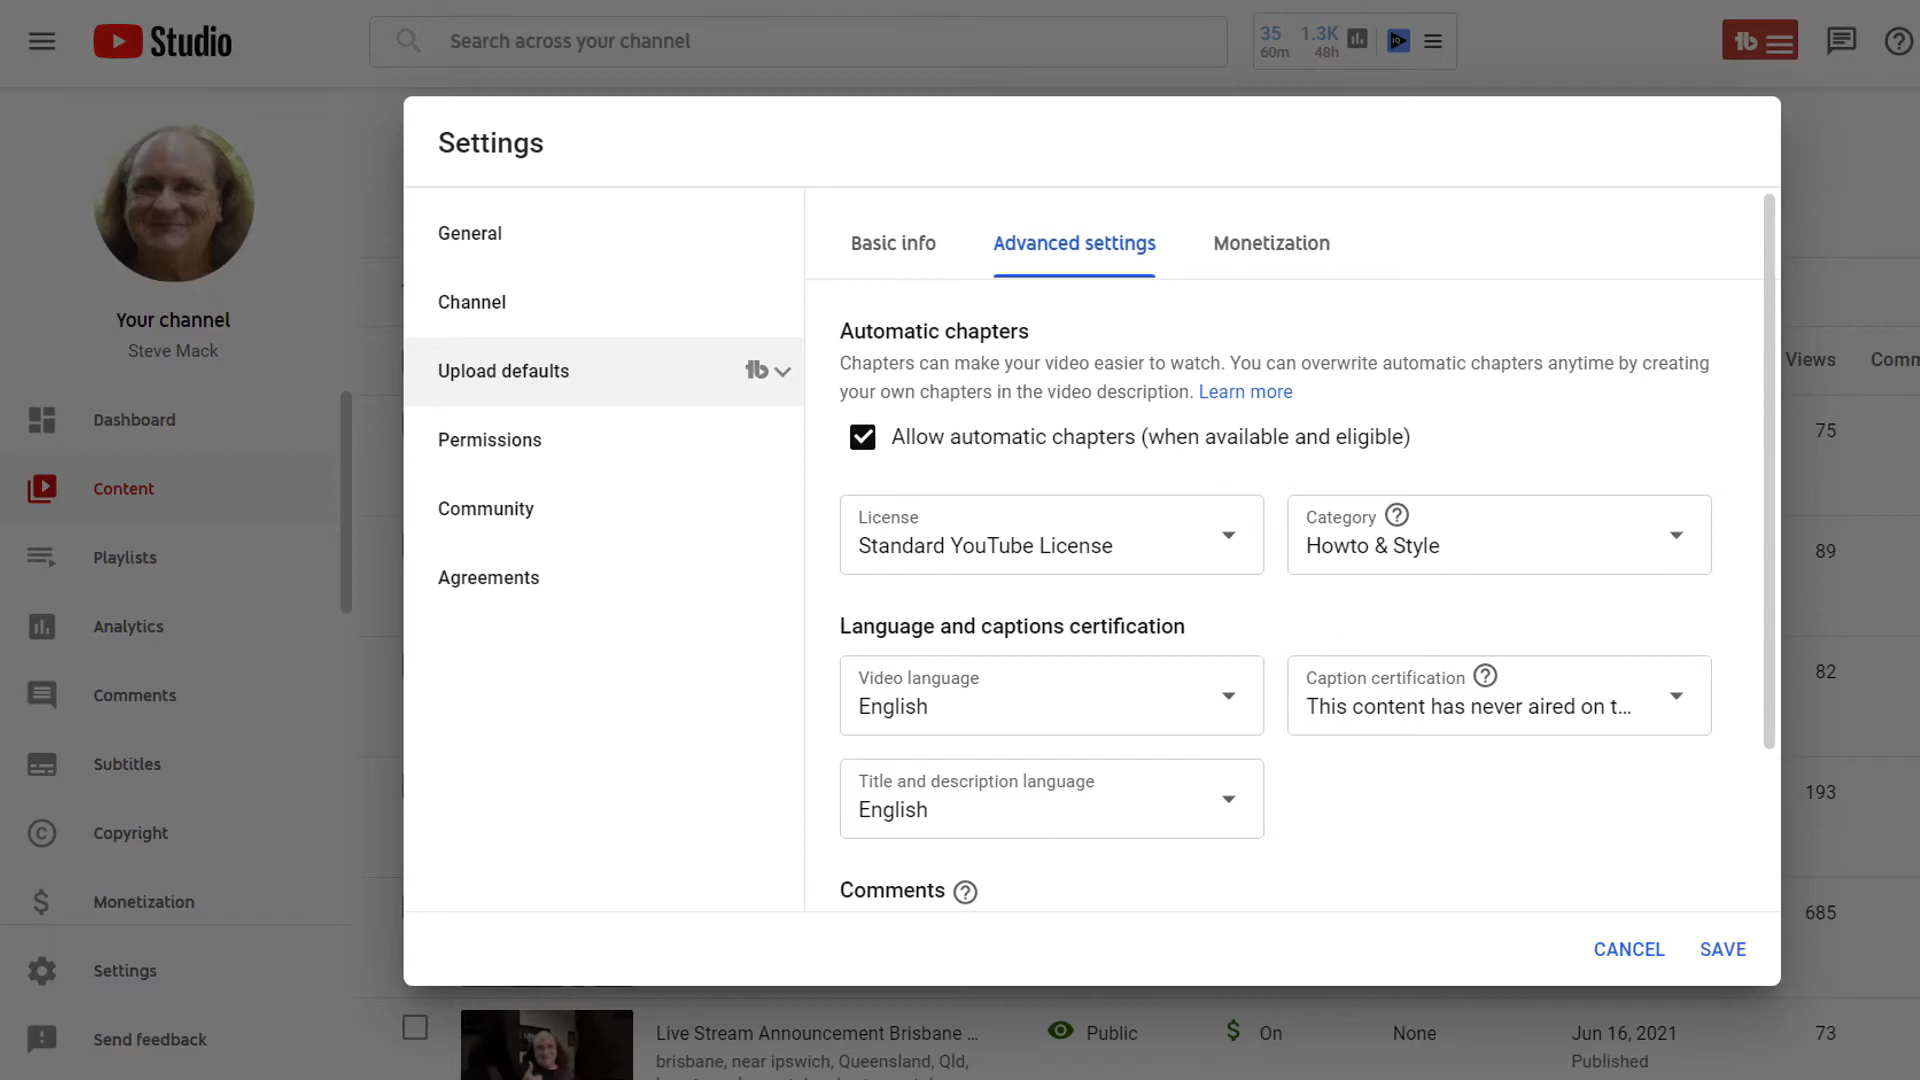 Studio
Search across your channel
35 1.3K
60m 48h
Settings
Your channel
Steve Mack
Dashboard
Content
Playlists
Analytics
Comments
Subtitles
Copyright
Monetization
Settings
Send feedback
General
Channel
Upload defaults
Permissions
Community
Agreements
Basic info Advanced settings Monetization
Automatic chapters
Chapters can make your video easier to watch. You can overwrite automatic chapters anytime by creating
your own chapters in the video description. Learn more
Allow automatic chapters (when available and eligible)
License
Standard YouTube License
Category
Howto & Style
Language and captions certification
Video language
English
Caption certification
This content has never aired on t...
Title and description language
English
Comments
CANCEL SAVE
Views Comm
75
89
82
193
685
Live Stream Announcement Brisbane ... Public On None Jun 16, 2021 73
brisbane, near ipswich, Queensland, Qld, Published